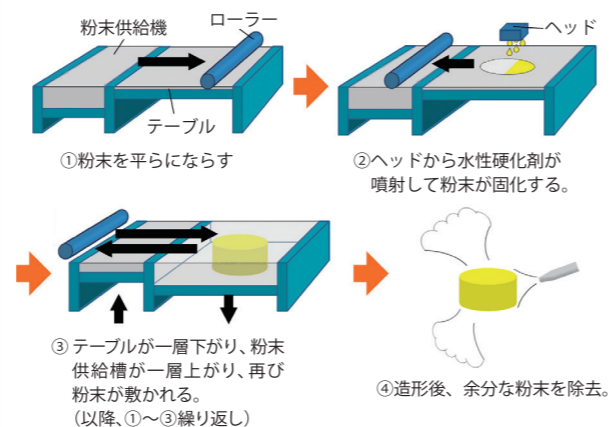 粉末供給機
ローラー
テーブル
①粉末を平らにならす
ヘッド
②ヘッドから水性硬化剤が
噴射して粉末が固化する。
③ テーブルが一層下がり、粉末
供給槽が一層上がり、再び
粉末が敷かれる。
（以降、①〜③繰り返し）
④造形後、余分な粉末を除去。